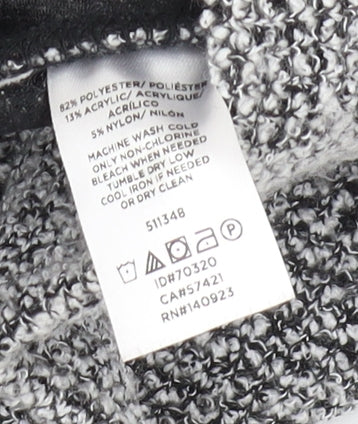 82% POLYESTER/ POLIÉSTER
13% ACRYLIC/ ACRYLIQUE/
ACRÍLICO
5% NYLON/ NILÓN
MACHINE WASH COLD
ONLY NON-CHLORINE
BLEACH WHEN NEEDED
TUMBLE DRY LOW
COOL IRON IF NEEDED
OR DRY CLEAN
511348
P
ID#70320
CA#57421
RN#140923